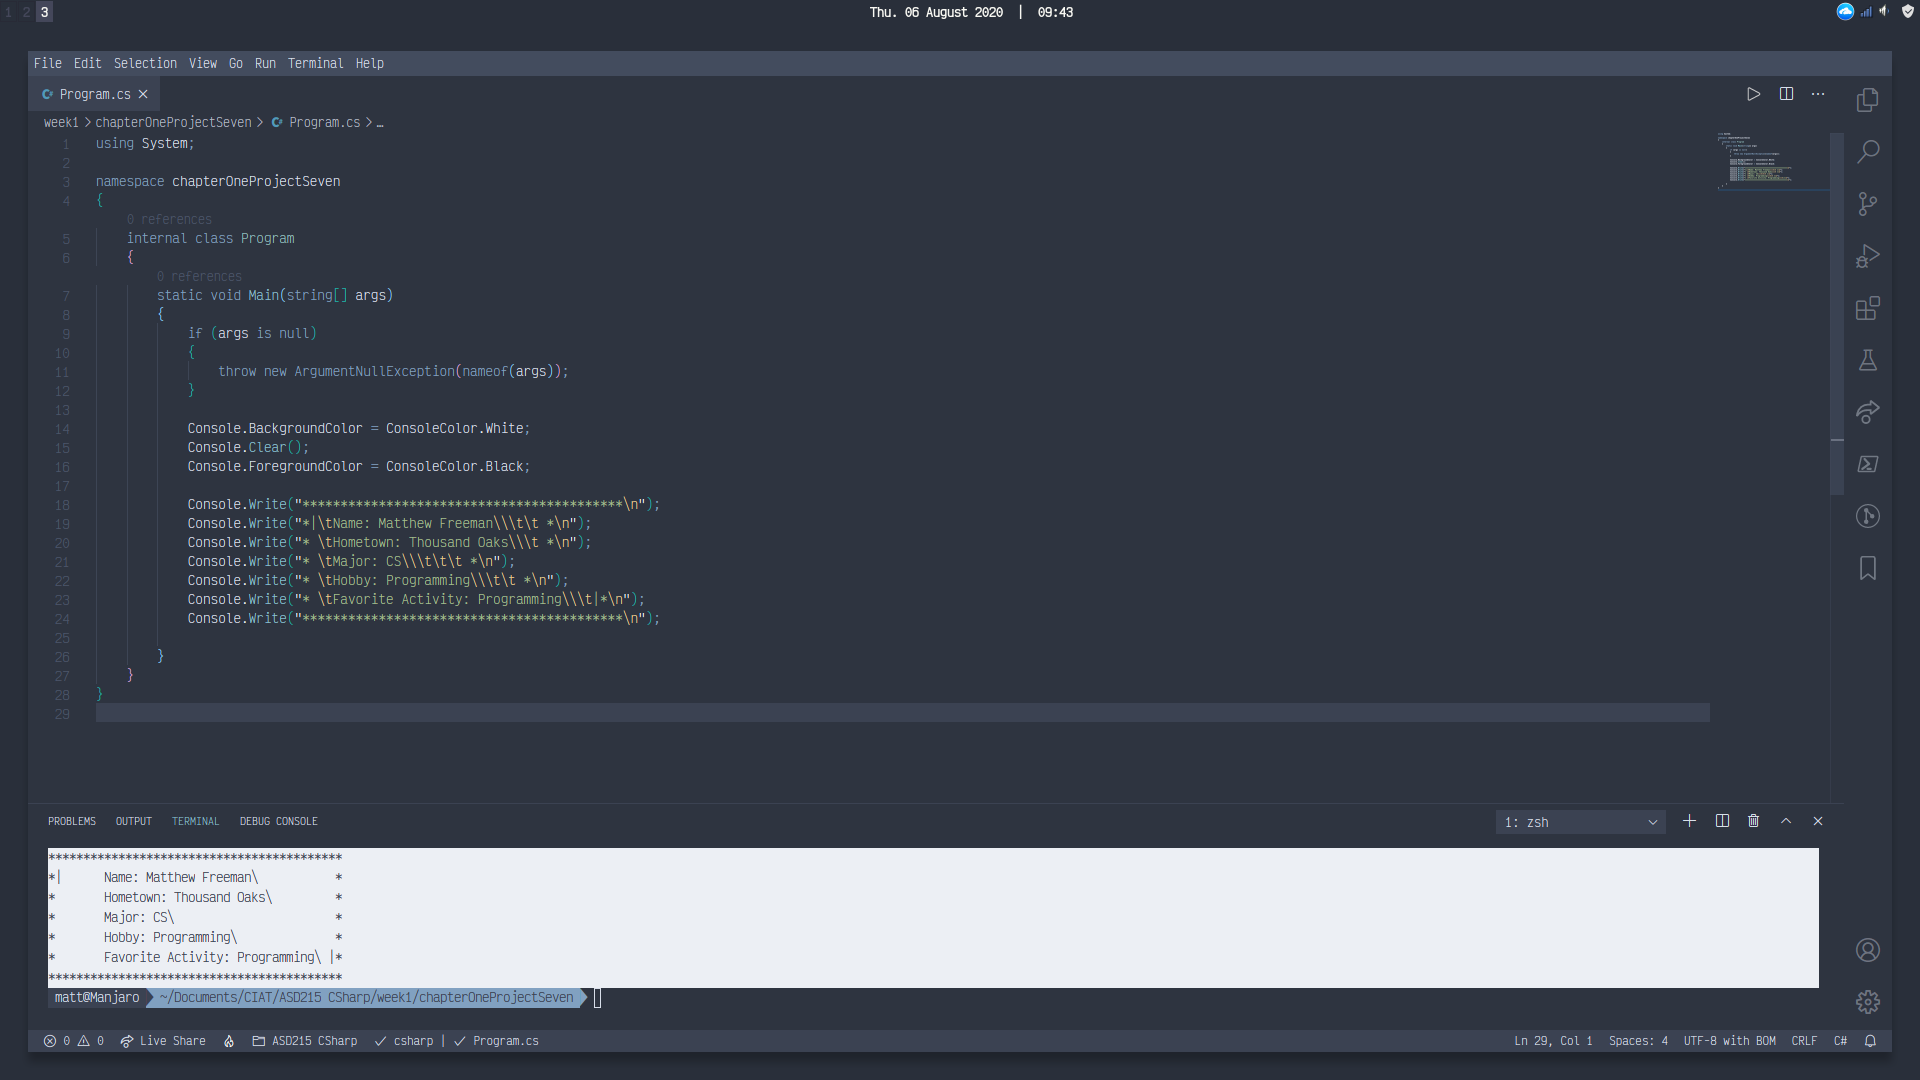 1 2 3 Thu. 06 August 2020 | 09:43
File Edit Selection View Go Run Terminal Help
Program.cs
week1 > chapterOneProjectSeven > Program.cs > …
1 using System;
2
3 namespace chapterOneProjectSeven
4 {
0 references
5 internal class Program
6 {
0 references
7 static void Main(string[] args)
8 {
9 if (args is null)
10 {
11 throw new ArgumentNullException(nameof(args));
12 }
13
14 Console.BackgroundColor = ConsoleColor.White;
15 Console.Clear();
16 Console.ForegroundColor = ConsoleColor.Black;
17
18 Console.Write("******************************************\n");
19 Console.Write("*|\tName: Matthew Freeman\\\t\t *\n");
20 Console.Write("* \tHometown: Thousand Oaks\\\t *\n");
21 Console.Write("* \tMajor: CS\\\t\t\t *\n");
22 Console.Write("* \tHobby: Programming\\\t\t *\n");
23 Console.Write("* \tFavorite Activity: Programming\\\t|*\n");
24 Console.Write("******************************************\n");
25
26 }
27 }
28 }
29
PROBLEMS OUTPUT TERMINAL DEBUG CONSOLE 1: zsh
******************************************
*| Name: Matthew Freeman\ *
* Hometown: Thousand Oaks\ *
* Major: CS\ *
* Hobby: Programming\ *
* Favorite Activity: Programming\ |*
******************************************
matt@Manjaro ~/Documents/CIAT/ASD215 CSharp/week1/chapterOneProjectSeven
0 0 Live Share ASD215 CSharp csharp | Program.cs Ln 29, Col 1 Spaces: 4 UTF-8 with BOM CRLF C#